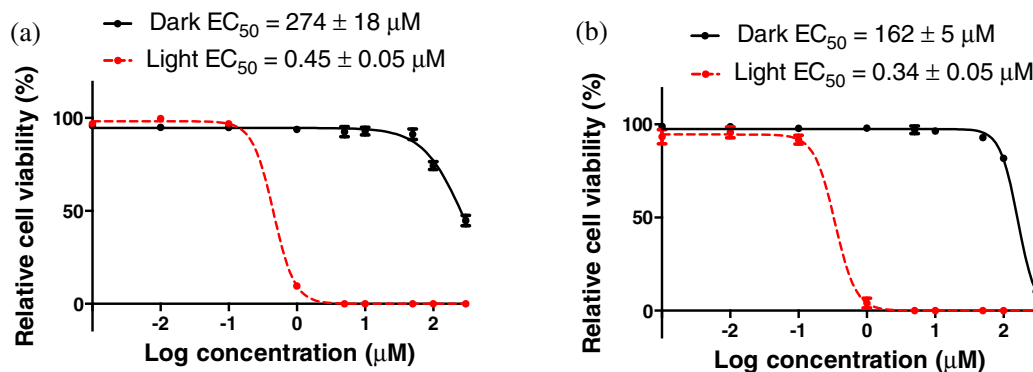 (a)
Dark EC50 = 274 ± 18 μM
Light EC50 = 0.45 ± 0.05 μM
Relative cell viability (%)
100
50
0
-2 -1 0 1 2
Log concentration (μM)
(b)
Dark EC50 = 162 ± 5 μM
Light EC50 = 0.34 ± 0.05 μM
Relative cell viability (%)
100
50
0
-2 -1 0 1 2
Log concentration (μM)